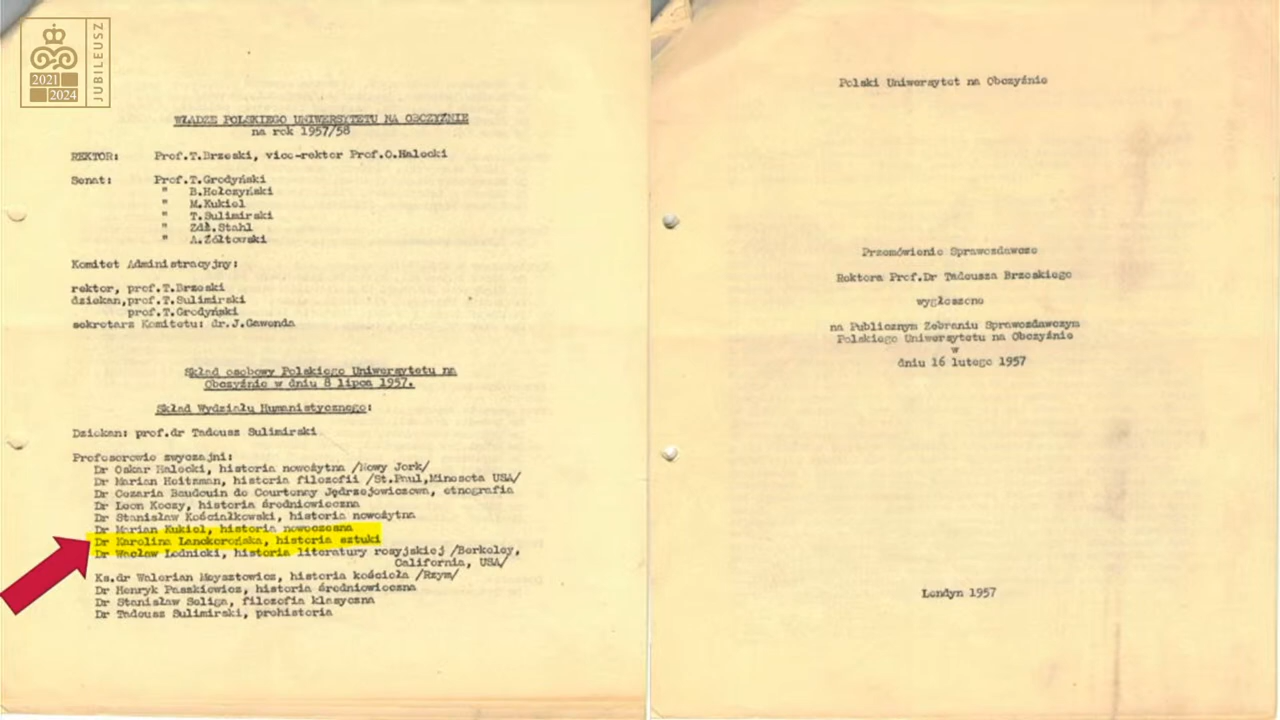 2021
2024
JUBILEUSZ
WŁADZE POLSKIEGO UNIWERSYTETU NA OBCZYŹNIE
na rok 1957/58
REKTOR: Prof.T.Brzeski, vice-rektor Prof.O.Halecki
Senat: Prof.T.Grodyński
" B.Hełczyński
" M.Kukiel
" T.Sulimirski
" Zdz.Stahl
" A.Żółtowski
Komitet Administracyjny:
rektor, prof.T.Brzeski
dziekan,prof.T.Sulimirski
prof.T.Grodyński
sekretarz Komitetu: dr.J.Gawenda
Skład osobowy Polskiego Uniwersytetu na
Obczyźnie w dniu 8 lipca 1957.
Skład Wydziału Humanistycznego:
Dziekan: prof.dr Tadeusz Sulimirski
Profesorowie zwyczajni:
Dr Oskar Halecki, historia nowożytna /Nowy Jork/
Dr Marian Heitzman, historia filozofii /St.Paul,Minesota USA/
Dr Cezaria Baudouin de Courtenay Jędrzejewiczowa, etnografia
Dr Leon Koczy, historia średniowieczna
Dr Stanisław Kościałkowski, historia nowożytna
Dr Marian Kukiel, historia nowoczesna
Dr Karolina Lanckorońska, historia sztuki
Dr Wacław Lednicki, historia literatury rosyjskiej /Berkeley,
California, USA/
Ks.dr Walerian Meysztowicz, historia kościoła /Rzym/
Dr Henryk Paszkiewicz, historia średniowieczna
Dr Stanisław Seliga, filozofia klasyczna
Dr Tadeusz Sulimirski, prehistoria
Polski Uniwersytet na Obczyźnie
Przemówienie Sprawozdawcze
Rektora Prof.Dr Tadeusza Brzeskiego
wygłoszone
na Publicznym Zebraniu Sprawozdawczym
Polskiego Uniwersytetu na Obczyźnie
w
dniu 16 lutego 1957
Londyn 1957